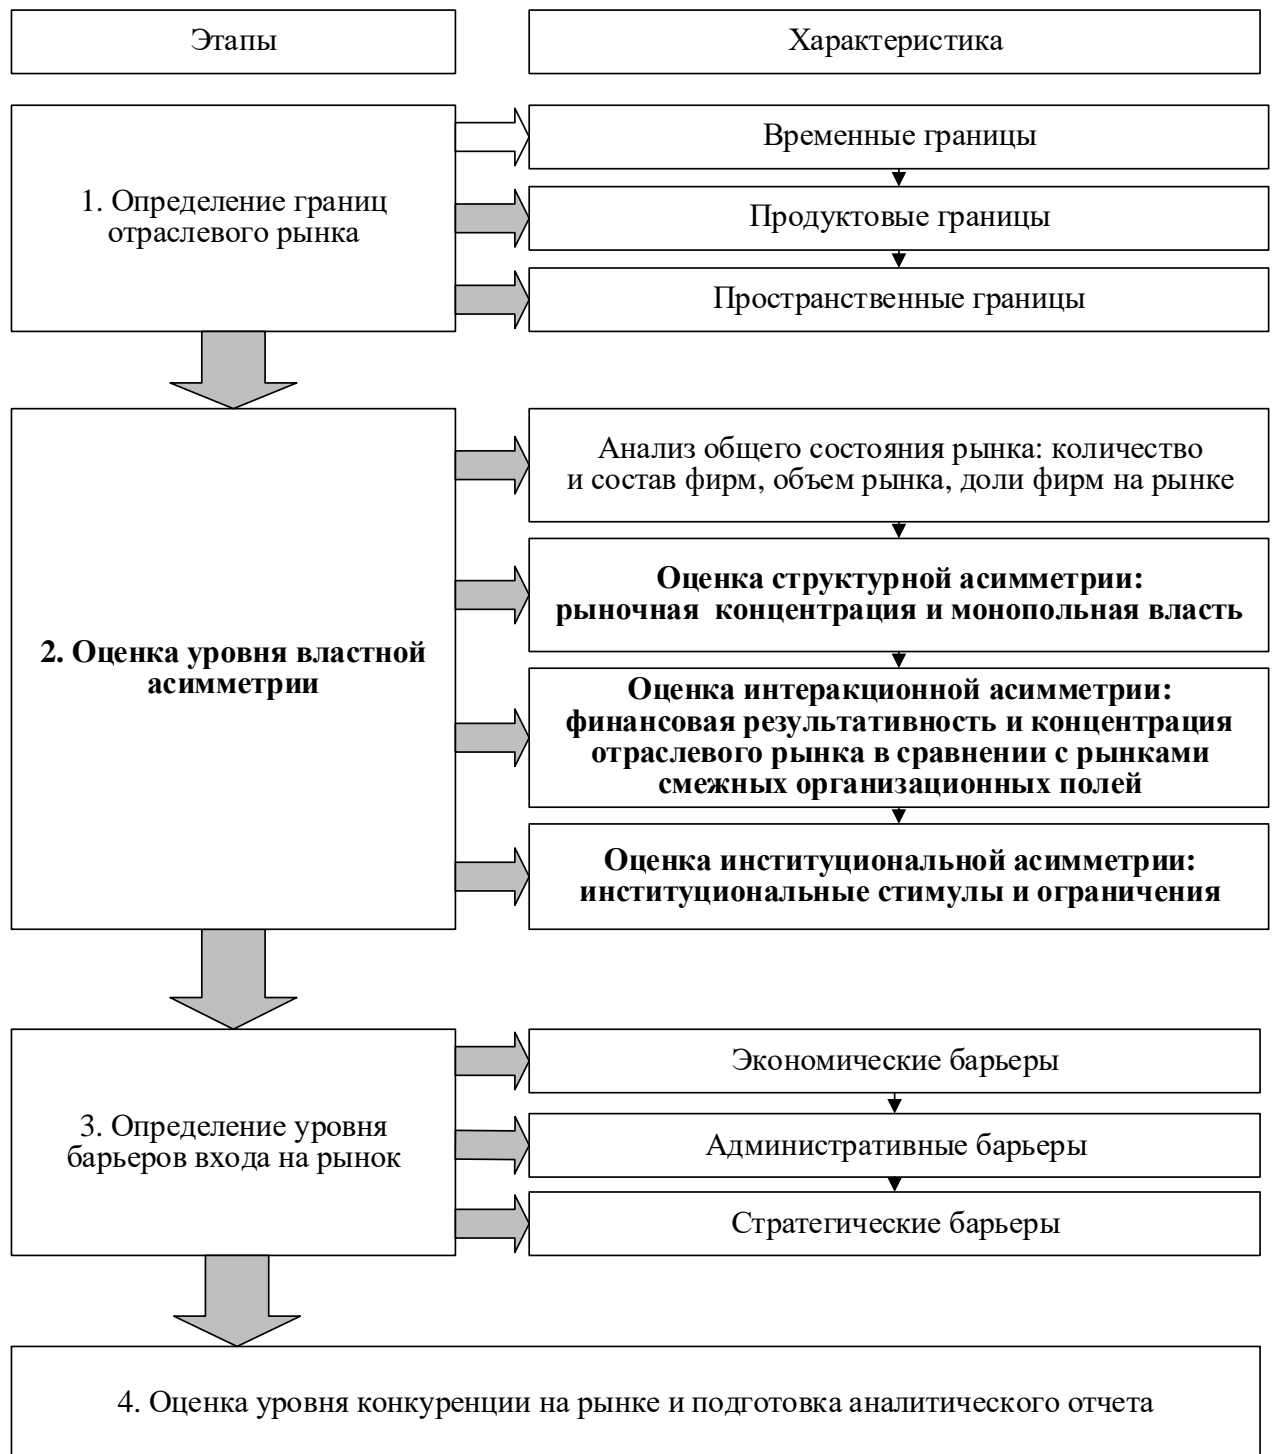 Этапы
Характеристика
1. Определение границ
отраслевого рынка
Временные границы
Продуктовые границы
Пространственные границы
2. Оценка уровня властной
асимметрии
Анализ общего состояния рынка: количество
и состав фирм, объем рынка, доли фирм на рынке
Оценка структурной асимметрии:
рыночная концентрация и монопольная власть
Оценка интеракционной асимметрии:
финансовая результативность и концентрация
отраслевого рынка в сравнении с рынками
смежных организационных полей
Оценка институциональной асимметрии:
институциональные стимулы и ограничения
3. Определение уровня
барьеров входа на рынок
Экономические барьеры
Административные барьеры
Стратегические барьеры
4. Оценка уровня конкуренции на рынке и подготовка аналитического отчета